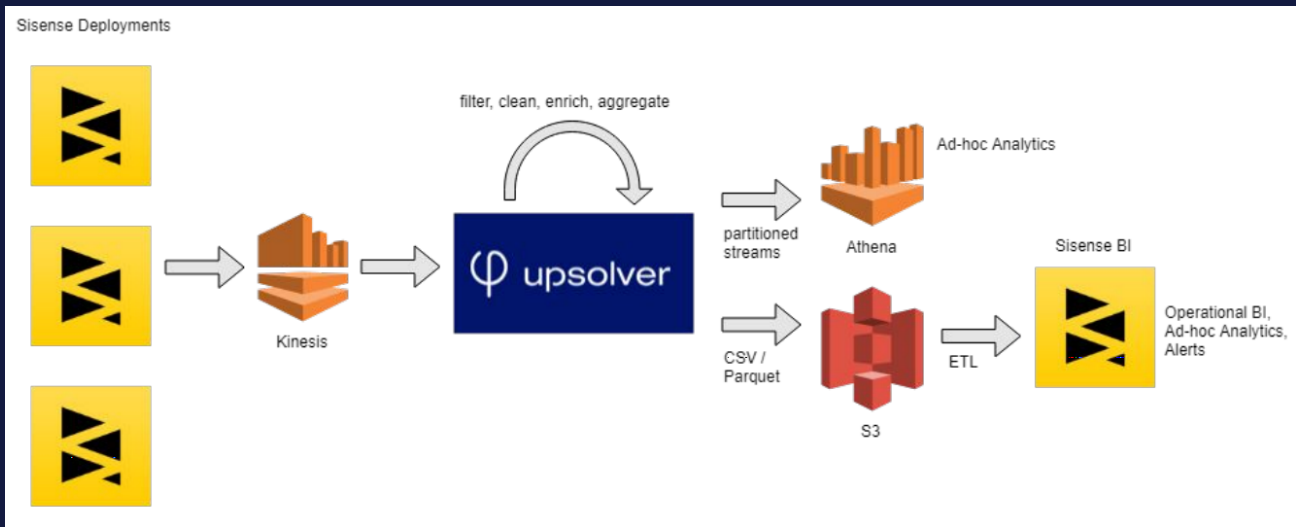 Sisense Deployments
filter, clean, enrich, aggregate
Ad-hoc Analytics
partitioned
streams
Athena
Sisense BI
upsolver
Operational BI,
Ad-hoc Analytics,
Alerts
Kinesis
CSV /
Parquet
ETL
S3